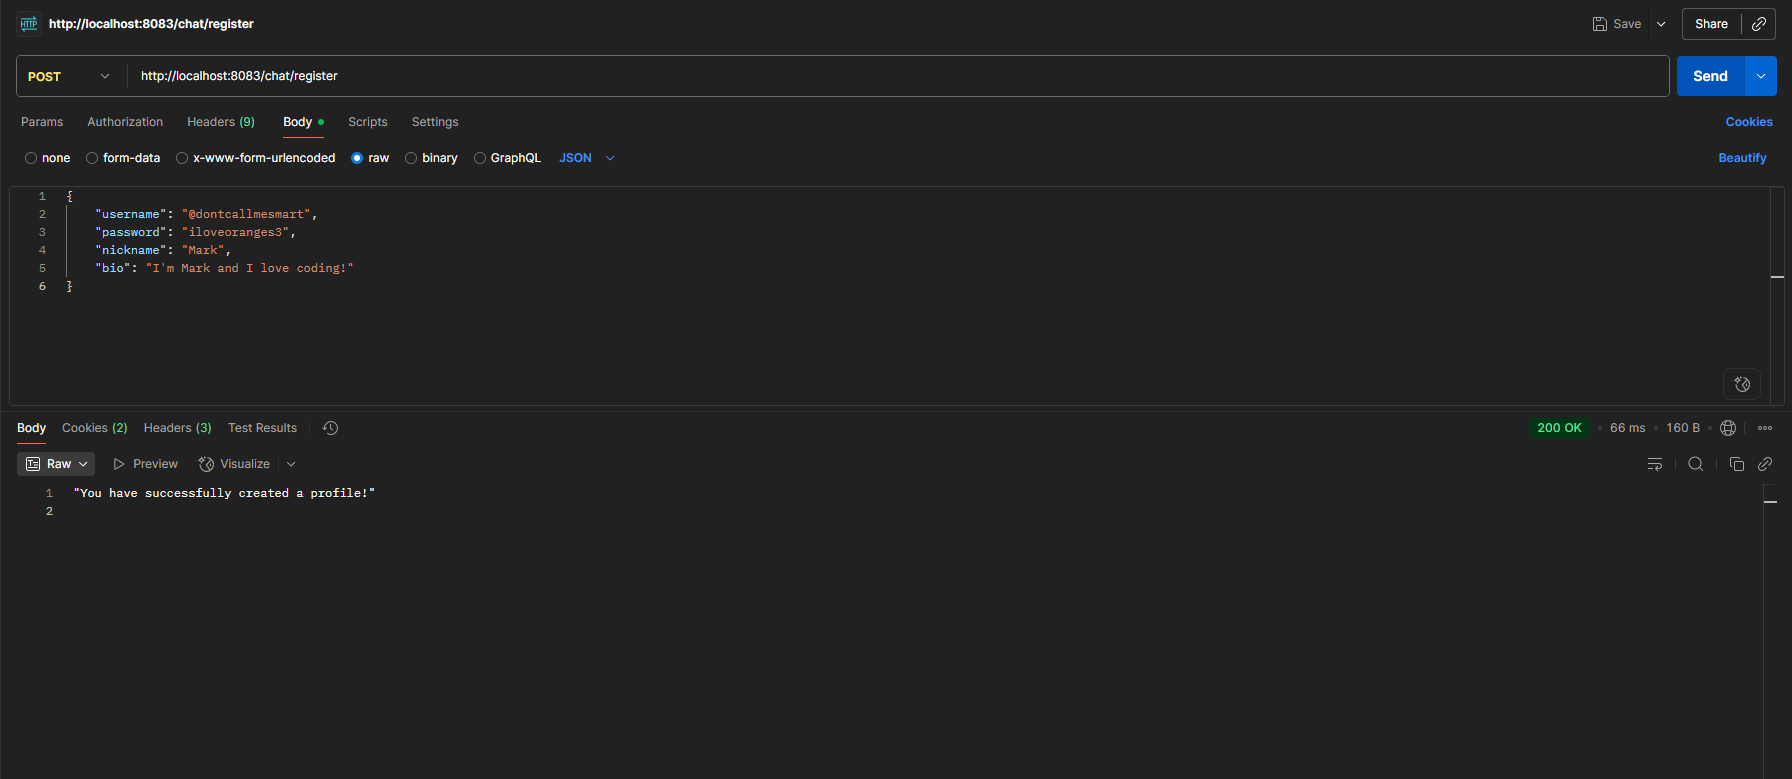 HTTP http://localhost:8083/chat/register Save Share
POST http://localhost:8083/chat/register Send
Params Authorization Headers (9) Body Scripts Settings Cookies
none form-data x-www-form-urlencoded raw binary GraphQL JSON Beautify
1 {
2 "username": "@dontcallmesmart",
3 "password": "iloveoranges3",
4 "nickname": "Mark",
5 "bio": "I'm Mark and I love coding!"
6 }
Body Cookies (2) Headers (3) Test Results 200 OK • 66 ms • 160 B •
Raw Preview Visualize
1 "You have successfully created a profile!"
2